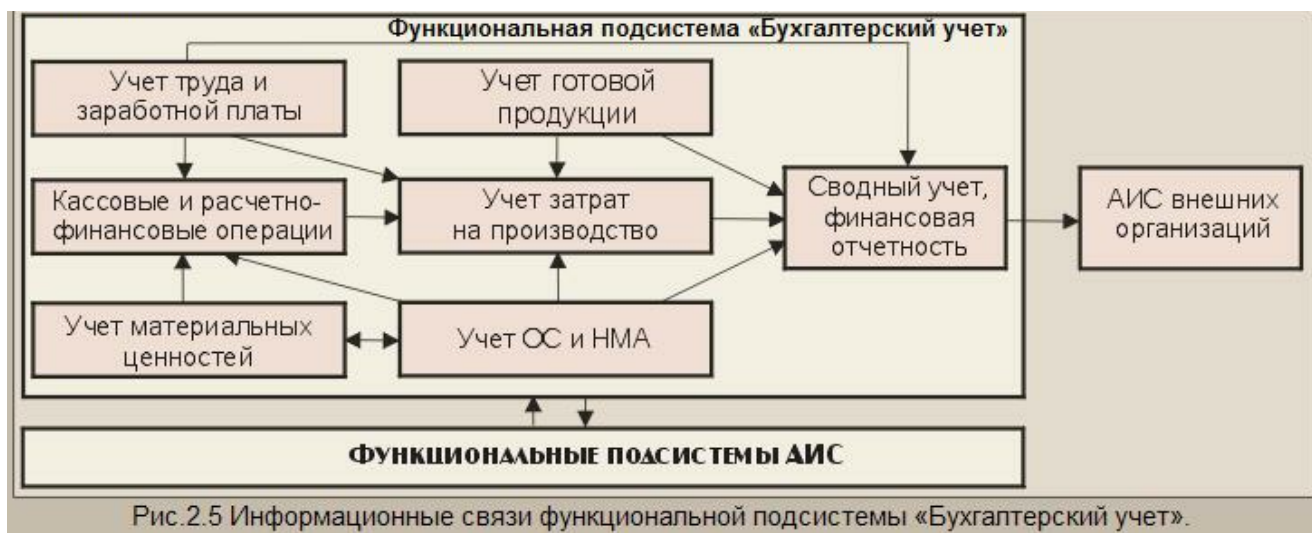 Функциональная подсистема «Бухгалтерский учет»
Учет труда и
заработной платы
Учет готовой
продукции
Кассовые и расчетно-
финансовые операции
Учет затрат
на производство
Сводный учет,
финансовая
отчетность
АИС внешних
организаций
Учет материальных
ценностей
Учет ОС и НМА
ФУНКЦИОНАЛЬНЫЕ ПОДСИСТЕМЫ АИС
Рис.2.5 Информационные связи функциональной подсистемы «Бухгалтерский учет».